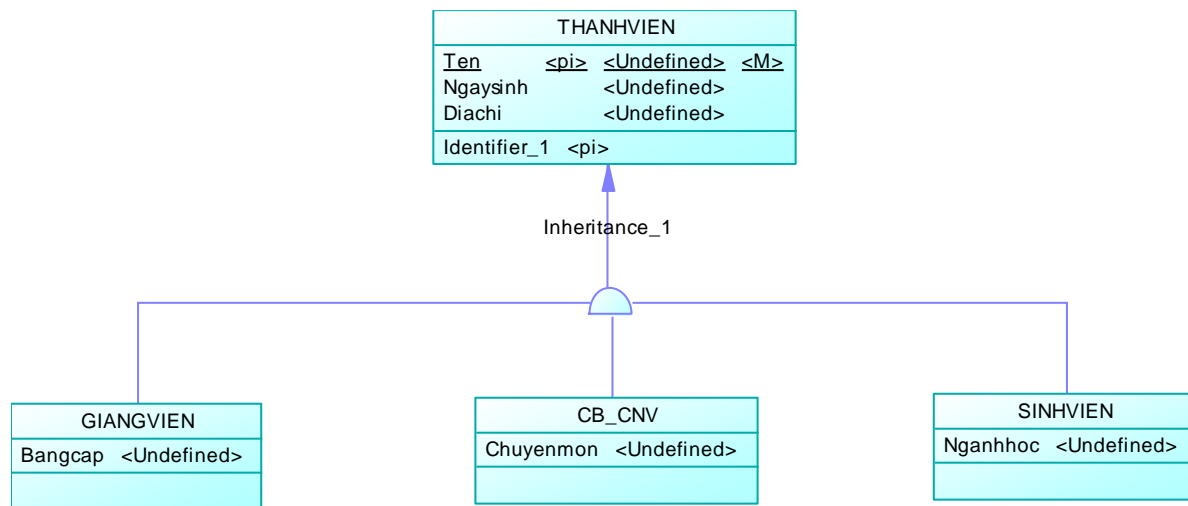 THANHVIEN
Ten <pi> <Undefined> <M>
Ngaysinh <Undefined>
Diachi <Undefined>
Identifier_1 <pi>
Inheritance_1
GIANGVIEN
Bangcap <Undefined>
CB_CNV
Chuyenmon <Undefined>
SINHVIEN
Nganhhoc <Undefined>